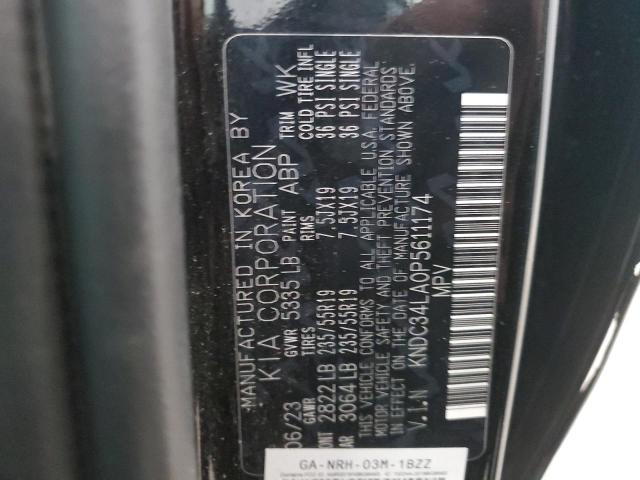 MANUFACTURED IN KOREA BY
KIA CORPORATION
06/23 GVWR 5335 LB PAINT ABP TRIM WK
GAWR TIRES RIMS COLD TIRE INFL
2822 LB 235/55R19 7.5JX19 36 PSI SINGLE
3064 LB 235/55R19 7.5JX19 36 PSI SINGLE
THIS VEHICLE CONFORMS TO ALL APPLICABLE U.S.A. FEDERAL
MOTOR VEHICLE SAFETY AND THEFT PREVENTION STANDARDS
IN EFFECT ON THE DATE OF MANUFACTURE SHOWN ABOVE.
V.I.N KNDC34LA0P5611174
MPV
GA-NRH-03M-18ZZ